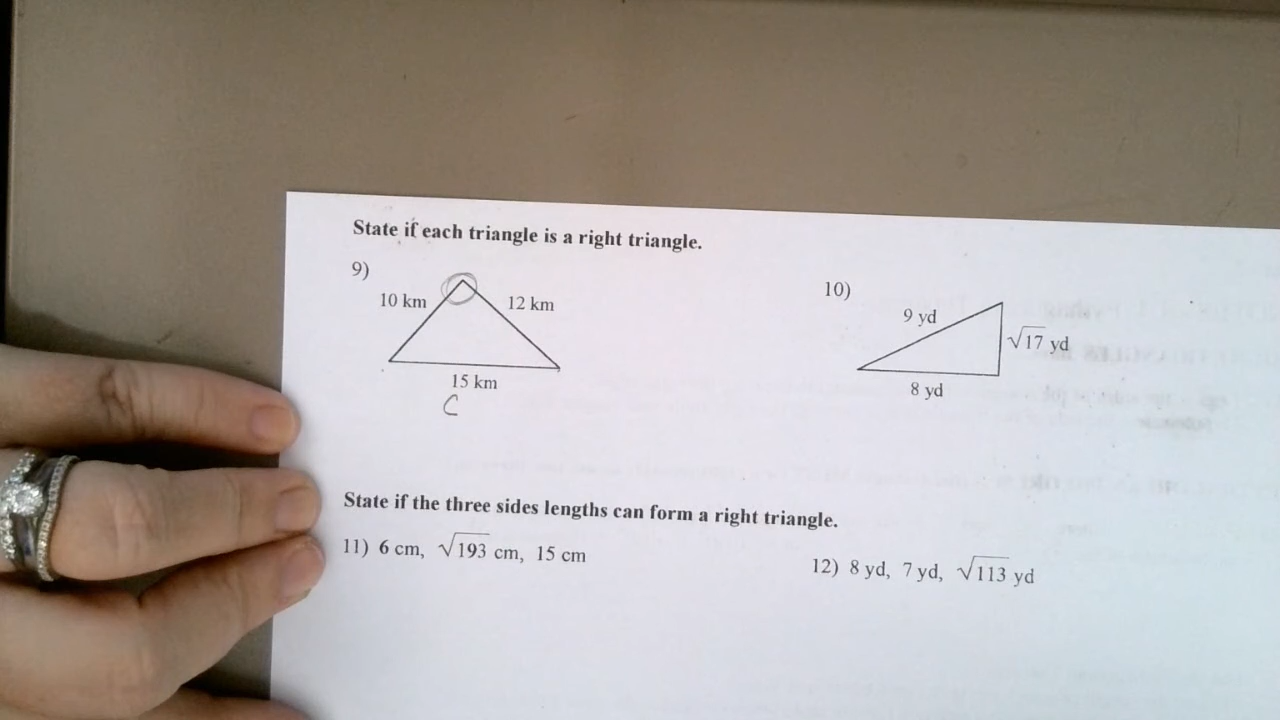 State if each triangle is a right triangle.
9)
10 km
12 km
15 km
C
10)
9 yd
√17 yd
8 yd
State if the three sides lengths can form a right triangle.
11) 6 cm, √193 cm, 15 cm
12) 8 yd, 7 yd, √113 yd